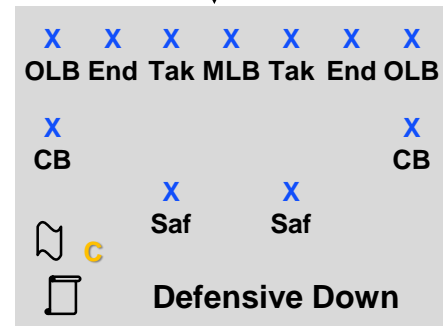 X X X X X X X
OLB End Tak MLB Tak End OLB
X X
CB CB
X X
Saf Saf
C
Defensive Down